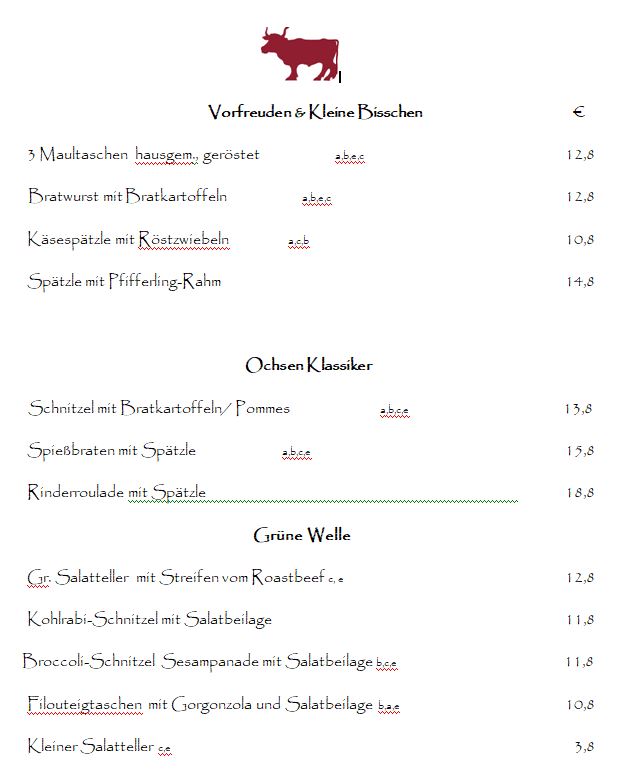 Vorfreuden & Kleine Bisschen €
3 Maultaschen hausgem., geröstet a,b,e,c 12,8
Bratwurst mit Bratkartoffeln a,b,e,c 12,8
Käsespätzle mit Röstzwiebeln a,c,b 10,8
Spätzle mit Pfifferling-Rahm 14,8
Ochsen Klassiker
Schnitzel mit Bratkartoffeln/ Pommes a,b,c,e 13,8
Spießbraten mit Spätzle a,b,c,e 15,8
Rinderroulade mit Spätzle 18,8
Grüne Welle
Gr. Salatteller mit Streifen vom Roastbeef c, e 12,8
Kohlrabi-Schnitzel mit Salatbeilage 11,8
Broccoli-Schnitzel Sesampanade mit Salatbeilage b,c,e 11,8
Filouteigtaschen mit Gorgonzola und Salatbeilage b,a,e 10,8
Kleiner Salatteller c,e 3,8